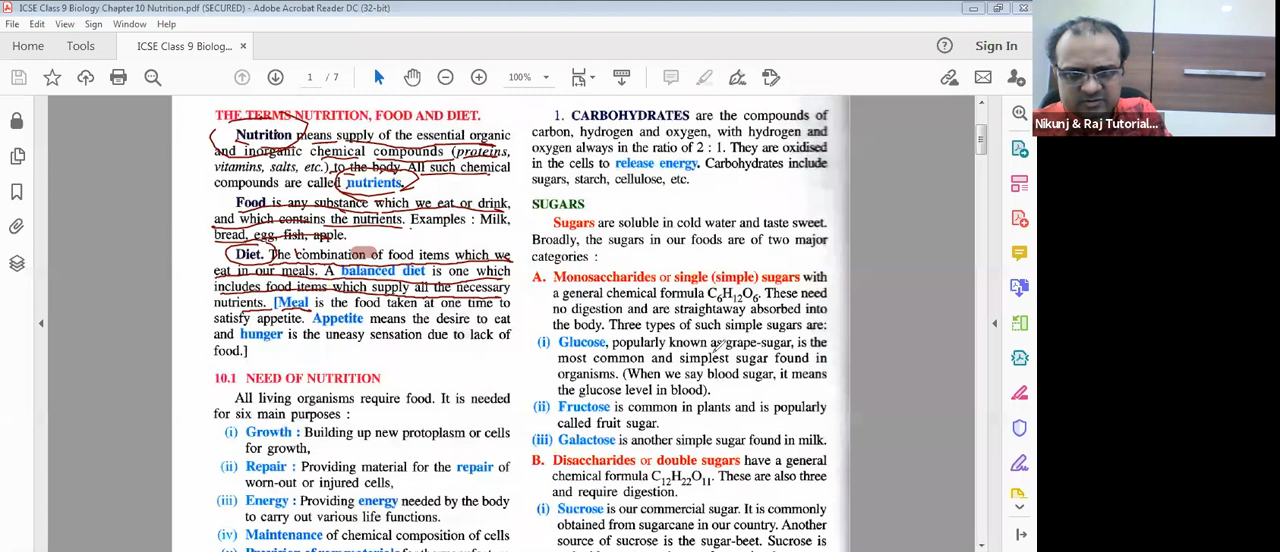 ICSE Class 9 Biology Chapter 10 Nutrition.pdf (SECURED) - Adobe Acrobat Reader DC (32-bit)
File Edit View Sign Window Help
Home Tools ICSE Class 9 Biolog... × Sign In
1 / 7 100%
THE TERMS NUTRITION, FOOD AND DIET.
Nutrition means supply of the essential organic
and inorganic chemical compounds (proteins,
vitamins, salts, etc.) to the body. All such chemical
compounds are called nutrients.
Food is any substance which we eat or drink,
and which contains the nutrients. Examples : Milk,
bread, egg, fish, apple.
Diet. The combination of food items which we
eat in our meals. A balanced diet is one which
includes food items which supply all the necessary
nutrients. [Meal is the food taken at one time to
satisfy appetite. Appetite means the desire to eat
and hunger is the uneasy sensation due to lack of
food.]
10.1 NEED OF NUTRITION
All living organisms require food. It is needed
for six main purposes :
(i) Growth : Building up new protoplasm or cells
for growth,
(ii) Repair : Providing material for the repair of
worn-out or injured cells,
(iii) Energy : Providing energy needed by the body
to carry out various life functions.
(iv) Maintenance of chemical composition of cells
1. CARBOHYDRATES are the compounds of
carbon, hydrogen and oxygen, with hydrogen and
oxygen always in the ratio of 2 : 1. They are oxidised
in the cells to release energy. Carbohydrates include
sugars, starch, cellulose, etc.
SUGARS
Sugars are soluble in cold water and taste sweet.
Broadly, the sugars in our foods are of two major
categories :
A. Monosaccharides or single (simple) sugars with
a general chemical formula C6H12O6. These need
no digestion and are straightaway absorbed into
the body. Three types of such simple sugars are:
(i) Glucose, popularly known as grape-sugar, is the
most common and simplest sugar found in
organisms. (When we say blood sugar, it means
the glucose level in blood).
(ii) Fructose is common in plants and is popularly
called fruit sugar.
(iii) Galactose is another simple sugar found in milk.
B. Disaccharides or double sugars have a general
chemical formula C12H22O11. These are also three
and require digestion.
(i) Sucrose is our commercial sugar. It is commonly
obtained from sugarcane in our country. Another
source of sucrose is the sugar-beet. Sucrose is
Nikunj & Raj Tutorial...